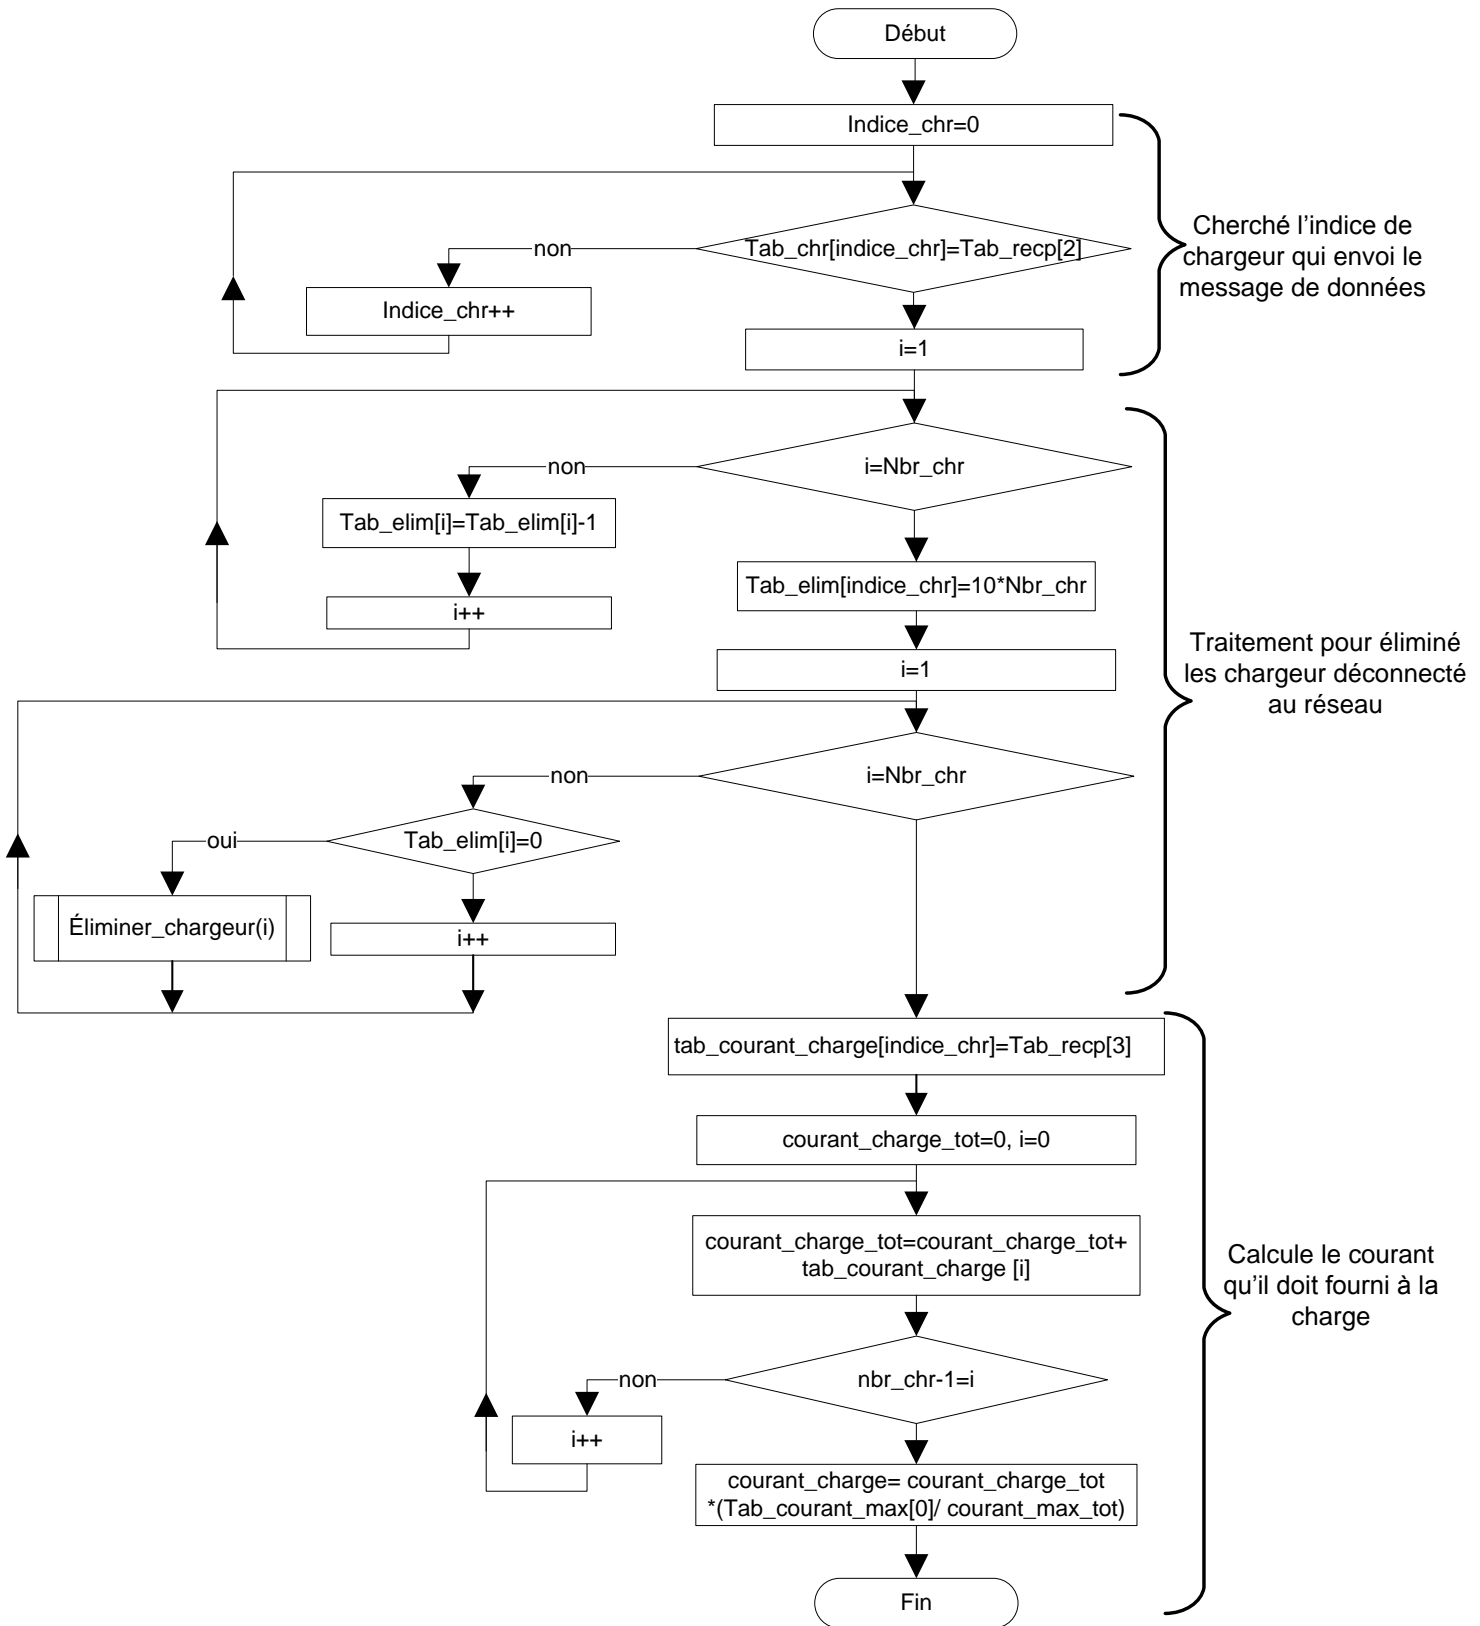 Début
Indice_chr=0
Tab_chr[indice_chr]=Tab_recp[2]
non
Indice_chr++
i=1
Cherché l'indice de
chargeur qui envoi le
message de données
i=Nbr_chr
non
Tab_elim[i]=Tab_elim[i]-1
i++
Tab_elim[indice_chr]=10*Nbr_chr
i=1
i=Nbr_chr
non
Tab_elim[i]=0
oui
Éliminer_chargeur(i)
i++
Traitement pour éliminé
les chargeur déconnecté
au réseau
tab_courant_charge[indice_chr]=Tab_recp[3]
courant_charge_tot=0, i=0
courant_charge_tot=courant_charge_tot+
tab_courant_charge [i]
nbr_chr-1=i
non
i++
courant_charge= courant_charge_tot
*(Tab_courant_max[0]/ courant_max_tot)
Calcule le courant
qu'il doit fourni à la
charge
Fin